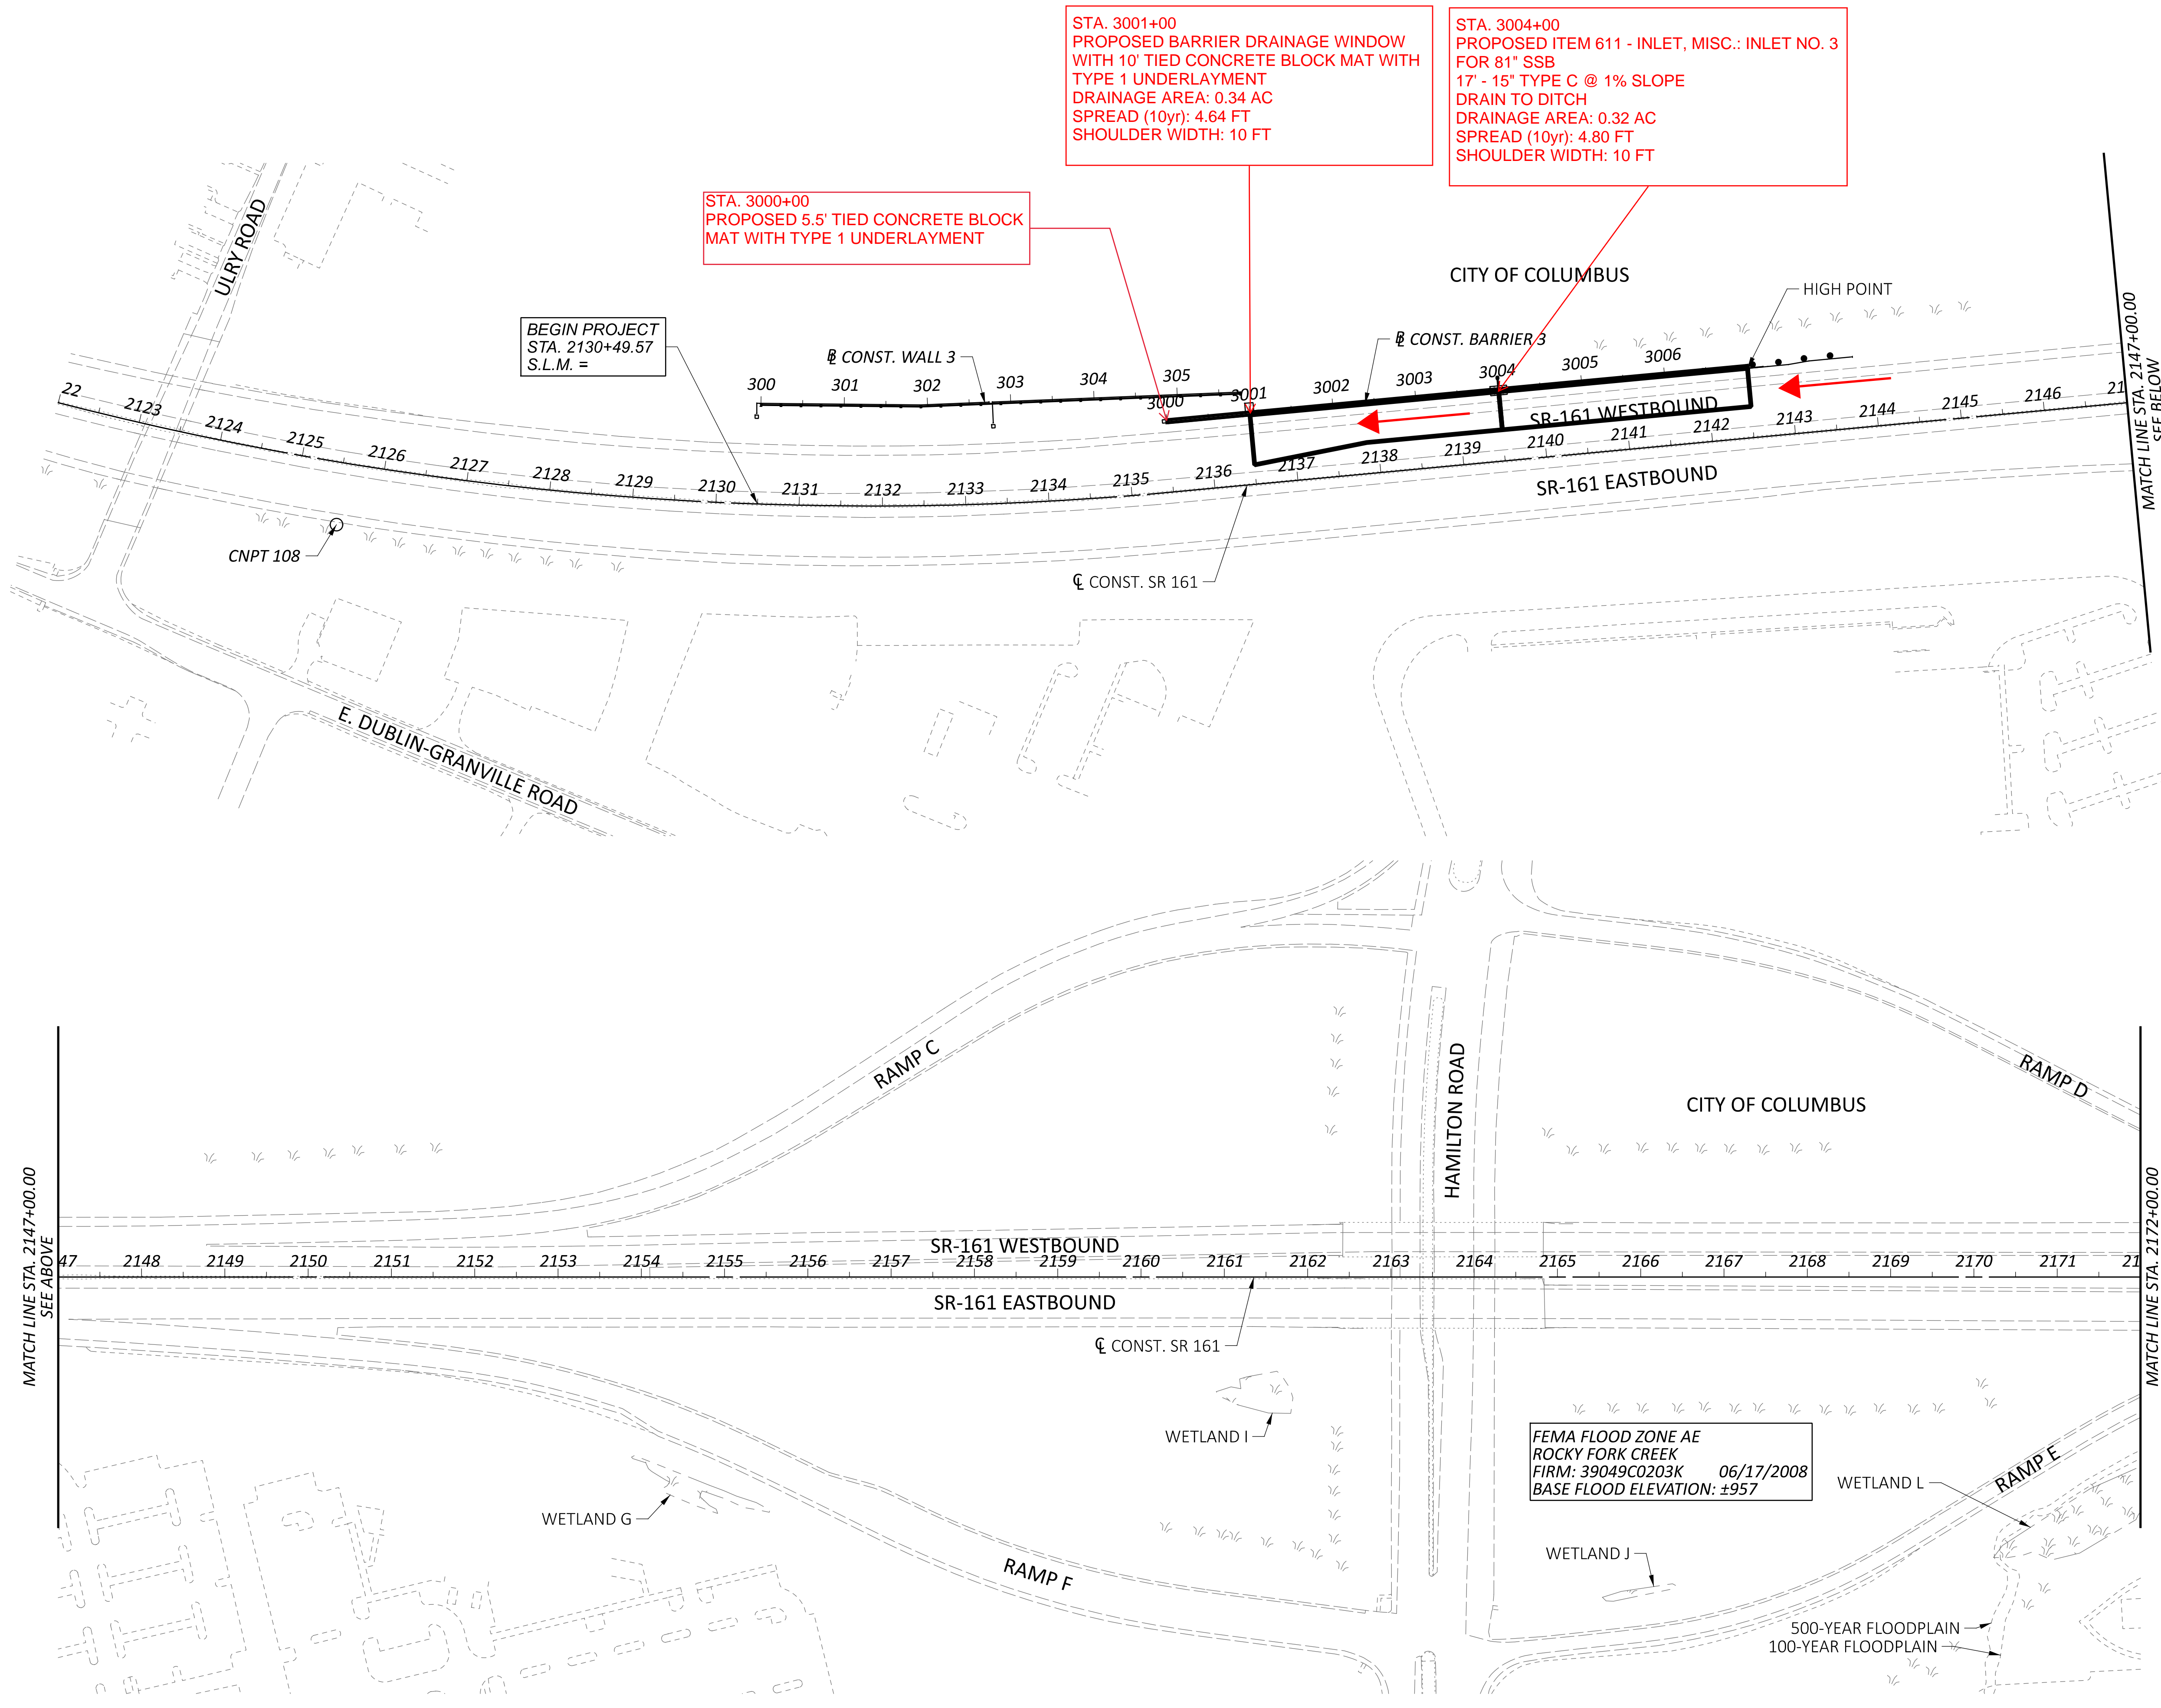 STA. 3001+00
PROPOSED BARRIER DRAINAGE WINDOW
WITH 10' TIED CONCRETE BLOCK MAT WITH
TYPE 1 UNDERLAYMENT
DRAINAGE AREA: 0.34 AC
SPREAD (10yr): 4.64 FT
SHOULDER WIDTH: 10 FT
STA. 3004+00
PROPOSED ITEM 611 - INLET, MISC.: INLET NO. 3
FOR 81" SSB
17' - 15" TYPE C @ 1% SLOPE
DRAIN TO DITCH
DRAINAGE AREA: 0.32 AC
SPREAD (10yr): 4.80 FT
SHOULDER WIDTH: 10 FT
STA. 3000+00
PROPOSED 5.5' TIED CONCRETE BLOCK
MAT WITH TYPE 1 UNDERLAYMENT
ULRY ROAD
CITY OF COLUMBUS
HIGH POINT
BEGIN PROJECT
STA. 2130+49.57
S.L.M. =
BL CONST. WALL 3
BL CONST. BARRIER 3
300 301 302 303 304 305
3000 3001 3002 3003 3004 3005 3006
SR-161 WESTBOUND
22 2123 2124 2125 2126 2127 2128 2129 2130 2131 2132 2133 2134 2135 2136 2137 2138 2139 2140 2141 2142 2143 2144 2145 2146 21
SR-161 EASTBOUND
MATCH LINE STA. 2147+00.00
SEE BELOW
CNPT 108
CL CONST. SR 161
E. DUBLIN-GRANVILLE ROAD
RAMP C
HAMILTON ROAD
RAMP D
CITY OF COLUMBUS
MATCH LINE STA. 2147+00.00
SEE ABOVE
SR-161 WESTBOUND
47 2148 2149 2150 2151 2152 2153 2154 2155 2156 2157 2158 2159 2160 2161 2162 2163 2164 2165 2166 2167 2168 2169 2170 2171 21
MATCH LINE STA. 2172+00.00
SR-161 EASTBOUND
CL CONST. SR 161
WETLAND I
FEMA FLOOD ZONE AE
ROCKY FORK CREEK
FIRM: 39049C0203K 06/17/2008
BASE FLOOD ELEVATION: ±957
WETLAND L
RAMP E
WETLAND G
WETLAND J
RAMP F
500-YEAR FLOODPLAIN
100-YEAR FLOODPLAIN